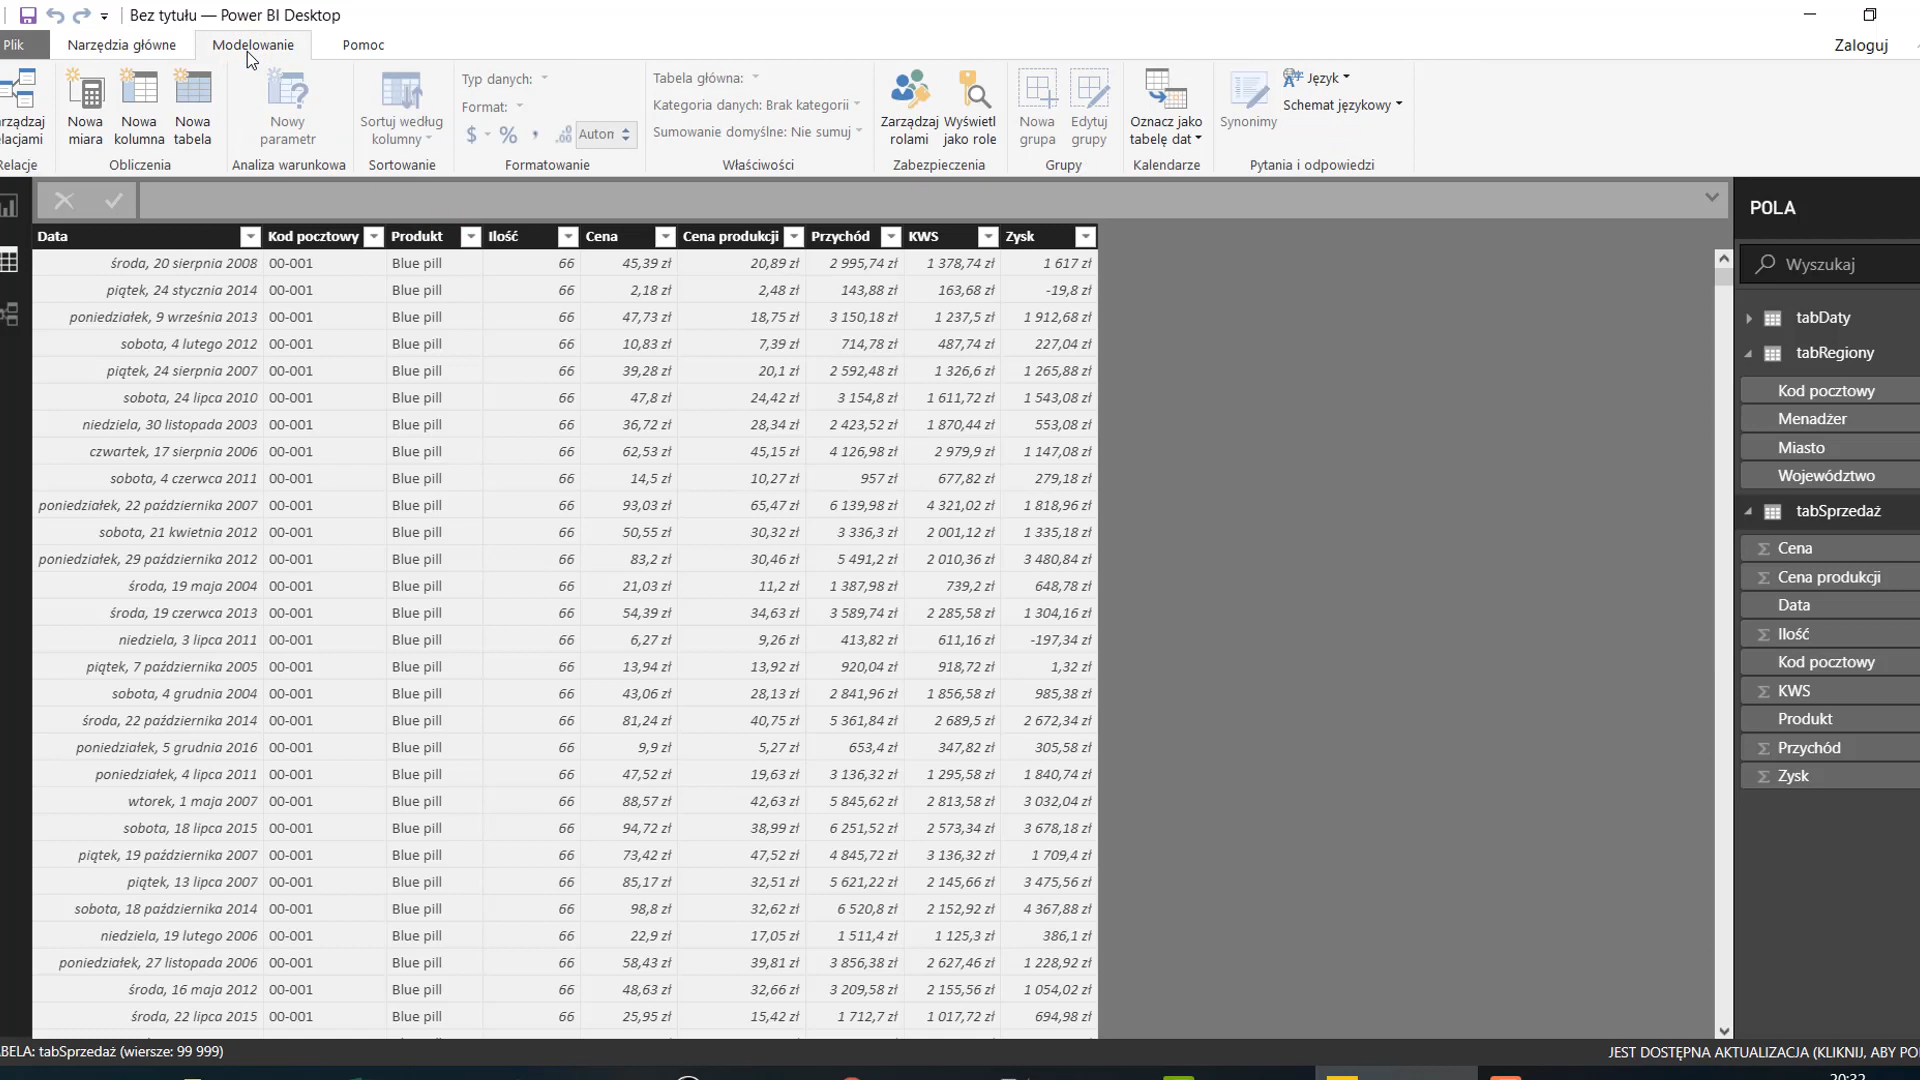 Bez tytułu — Power BI Desktop
Plik Narzędzia główne Modelowanie Pomoc Zaloguj
Nowa miara
Nowa kolumna
Nowa tabela
Nowy parametr
Sortuj według kolumny
Typ danych:
Format:
$ % , Auton
Tabela główna:
Kategoria danych: Brak kategorii
Sumowanie domyślne: Nie sumuj
Zarządzaj rolami
Wyświetl jako role
Nowa grupa
Edytuj grupy
Oznacz jako tabelę dat
Synonimy
Język
Schemat językowy
Relacje Obliczenia Analiza warunkowa Sortowanie Formatowanie Właściwości Zabezpieczenia Grupy Kalendarze Pytania i odpowiedzi
Data Kod pocztowy Produkt Ilość Cena Cena produkcji Przychód KWS Zysk
środa, 20 sierpnia 2008 00-001 Blue pill 66 45,39 zł 20,89 zł 2 995,74 zł 1 378,74 zł 1 617 zł
piątek, 24 stycznia 2014 00-001 Blue pill 66 2,18 zł 2,48 zł 143,88 zł 163,68 zł -19,8 zł
poniedziałek, 9 września 2013 00-001 Blue pill 66 47,73 zł 18,75 zł 3 150,18 zł 1 237,5 zł 1 912,68 zł
sobota, 4 lutego 2012 00-001 Blue pill 66 10,83 zł 7,39 zł 714,78 zł 487,74 zł 227,04 zł
piątek, 24 sierpnia 2007 00-001 Blue pill 66 39,28 zł 20,1 zł 2 592,48 zł 1 326,6 zł 1 265,88 zł
sobota, 24 lipca 2010 00-001 Blue pill 66 47,8 zł 24,42 zł 3 154,8 zł 1 611,72 zł 1 543,08 zł
niedziela, 30 listopada 2003 00-001 Blue pill 66 36,72 zł 28,34 zł 2 423,52 zł 1 870,44 zł 553,08 zł
czwartek, 17 sierpnia 2006 00-001 Blue pill 66 62,53 zł 45,15 zł 4 126,98 zł 2 979,9 zł 1 147,08 zł
sobota, 4 czerwca 2011 00-001 Blue pill 66 14,5 zł 10,27 zł 957 zł 677,82 zł 279,18 zł
poniedziałek, 22 października 2007 00-001 Blue pill 66 93,03 zł 65,47 zł 6 139,98 zł 4 321,02 zł 1 818,96 zł
sobota, 21 kwietnia 2012 00-001 Blue pill 66 50,55 zł 30,32 zł 3 336,3 zł 2 001,12 zł 1 335,18 zł
poniedziałek, 29 października 2012 00-001 Blue pill 66 83,2 zł 30,46 zł 5 491,2 zł 2 010,36 zł 3 480,84 zł
środa, 19 maja 2004 00-001 Blue pill 66 21,03 zł 11,2 zł 1 387,98 zł 739,2 zł 648,78 zł
środa, 19 czerwca 2013 00-001 Blue pill 66 54,39 zł 34,63 zł 3 589,74 zł 2 285,58 zł 1 304,16 zł
niedziela, 3 lipca 2011 00-001 Blue pill 66 6,27 zł 9,26 zł 413,82 zł 611,16 zł -197,34 zł
piątek, 7 października 2005 00-001 Blue pill 66 13,94 zł 13,92 zł 920,04 zł 918,72 zł 1,32 zł
sobota, 4 grudnia 2004 00-001 Blue pill 66 43,06 zł 28,13 zł 2 841,96 zł 1 856,58 zł 985,38 zł
środa, 22 października 2014 00-001 Blue pill 66 81,24 zł 40,75 zł 5 361,84 zł 2 689,5 zł 2 672,34 zł
poniedziałek, 5 grudnia 2016 00-001 Blue pill 66 9,9 zł 5,27 zł 653,4 zł 347,82 zł 305,58 zł
poniedziałek, 4 lipca 2011 00-001 Blue pill 66 47,52 zł 19,63 zł 3 136,32 zł 1 295,58 zł 1 840,74 zł
wtorek, 1 maja 2007 00-001 Blue pill 66 88,57 zł 42,63 zł 5 845,62 zł 2 813,58 zł 3 032,04 zł
sobota, 18 lipca 2015 00-001 Blue pill 66 94,72 zł 38,99 zł 6 251,52 zł 2 573,34 zł 3 678,18 zł
piątek, 19 października 2007 00-001 Blue pill 66 73,42 zł 47,52 zł 4 845,72 zł 3 136,32 zł 1 709,4 zł
piątek, 13 lipca 2007 00-001 Blue pill 66 85,17 zł 32,51 zł 5 621,22 zł 2 145,66 zł 3 475,56 zł
sobota, 18 października 2014 00-001 Blue pill 66 98,8 zł 32,62 zł 6 520,8 zł 2 152,92 zł 4 367,88 zł
niedziela, 19 lutego 2006 00-001 Blue pill 66 22,9 zł 17,05 zł 1 511,4 zł 1 125,3 zł 386,1 zł
poniedziałek, 27 listopada 2006 00-001 Blue pill 66 58,43 zł 39,81 zł 3 856,38 zł 2 627,46 zł 1 228,92 zł
środa, 16 maja 2012 00-001 Blue pill 66 48,63 zł 32,66 zł 3 209,58 zł 2 155,56 zł 1 054,02 zł
środa, 22 lipca 2015 00-001 Blue pill 66 25,95 zł 15,42 zł 1 712,7 zł 1 017,72 zł 694,98 zł
POLA
Wyszukaj
tabDaty
tabRegiony
Kod pocztowy
Menadżer
Miasto
Województwo
tabSprzedaż
Σ Cena
Σ Cena produkcji
Data
Σ Ilość
Kod pocztowy
Σ KWS
Produkt
Σ Przychód
Σ Zysk
ABELA: tabSprzedaż (wiersze: 99 999)
JEST DOSTĘPNA AKTUALIZACJA (KLIKNIJ, ABY PO
20:32